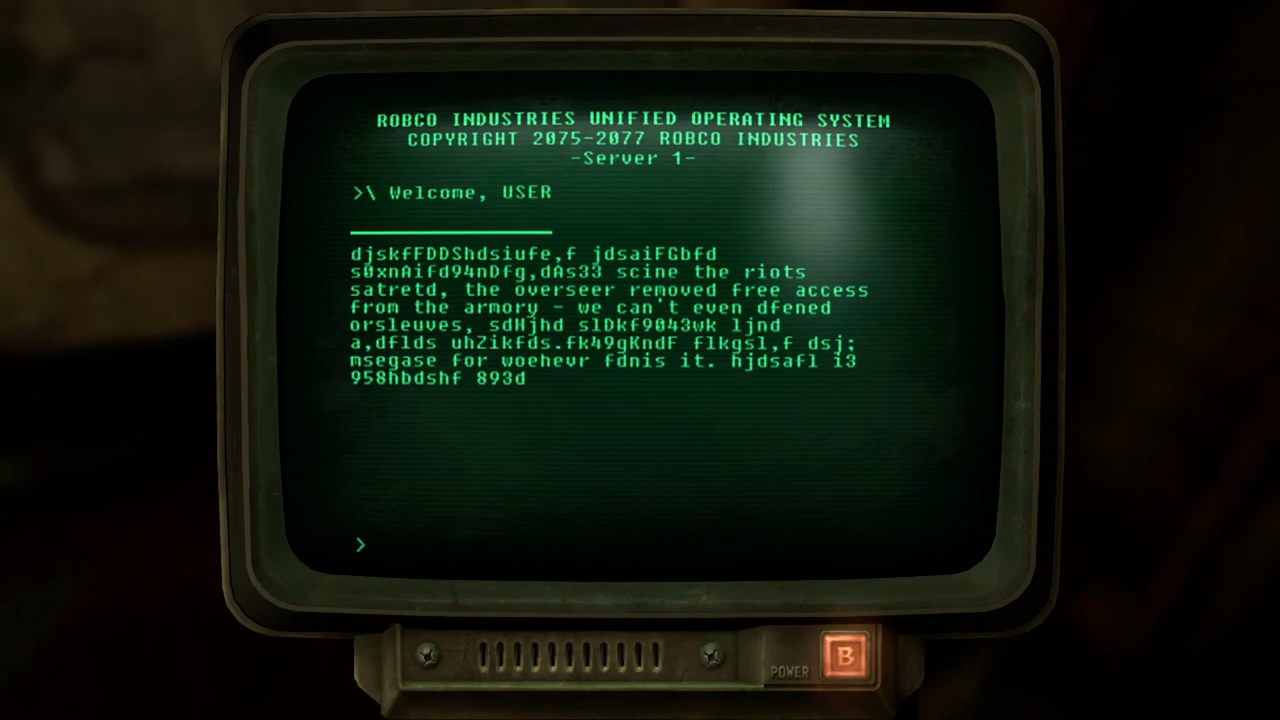 ROBCO INDUSTRIES UNIFIED OPERATING SYSTEM
COPYRIGHT 2075-2077 ROBCO INDUSTRIES
-Server 1-
>\ Welcome, USER
djskfFDDShdsiufe,f jdsaiFGbfd
s0xnAifd94nDfg,dAs33 scine the riots
satretd, the overseer removed free access
from the armory - we can't even dfened
orsleuves, sdHjhd slDkf9043wk ljnd
a,dflds uhZikfds.fk49gKndF flkgsl,f dsj;
msegase for woehevr fdnis it. hjdsafl i3
958hbdshf 893d
>
POWER B